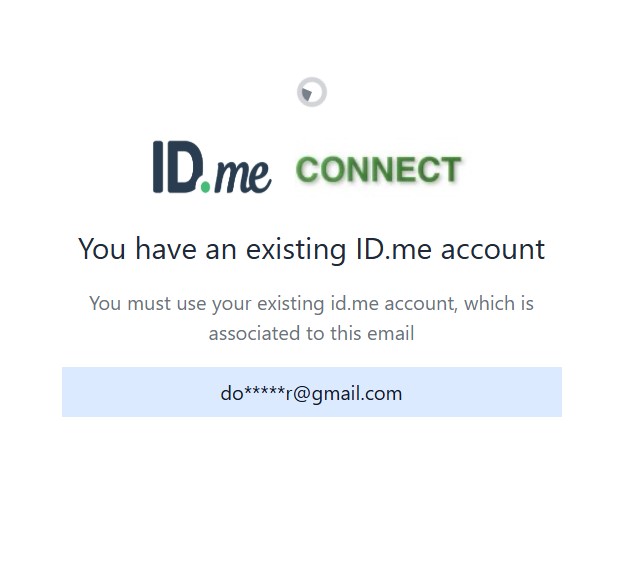 ID.me CONNECT
You have an existing ID.me account
You must use your existing id.me account, which is
associated to this email
do*****r@gmail.com